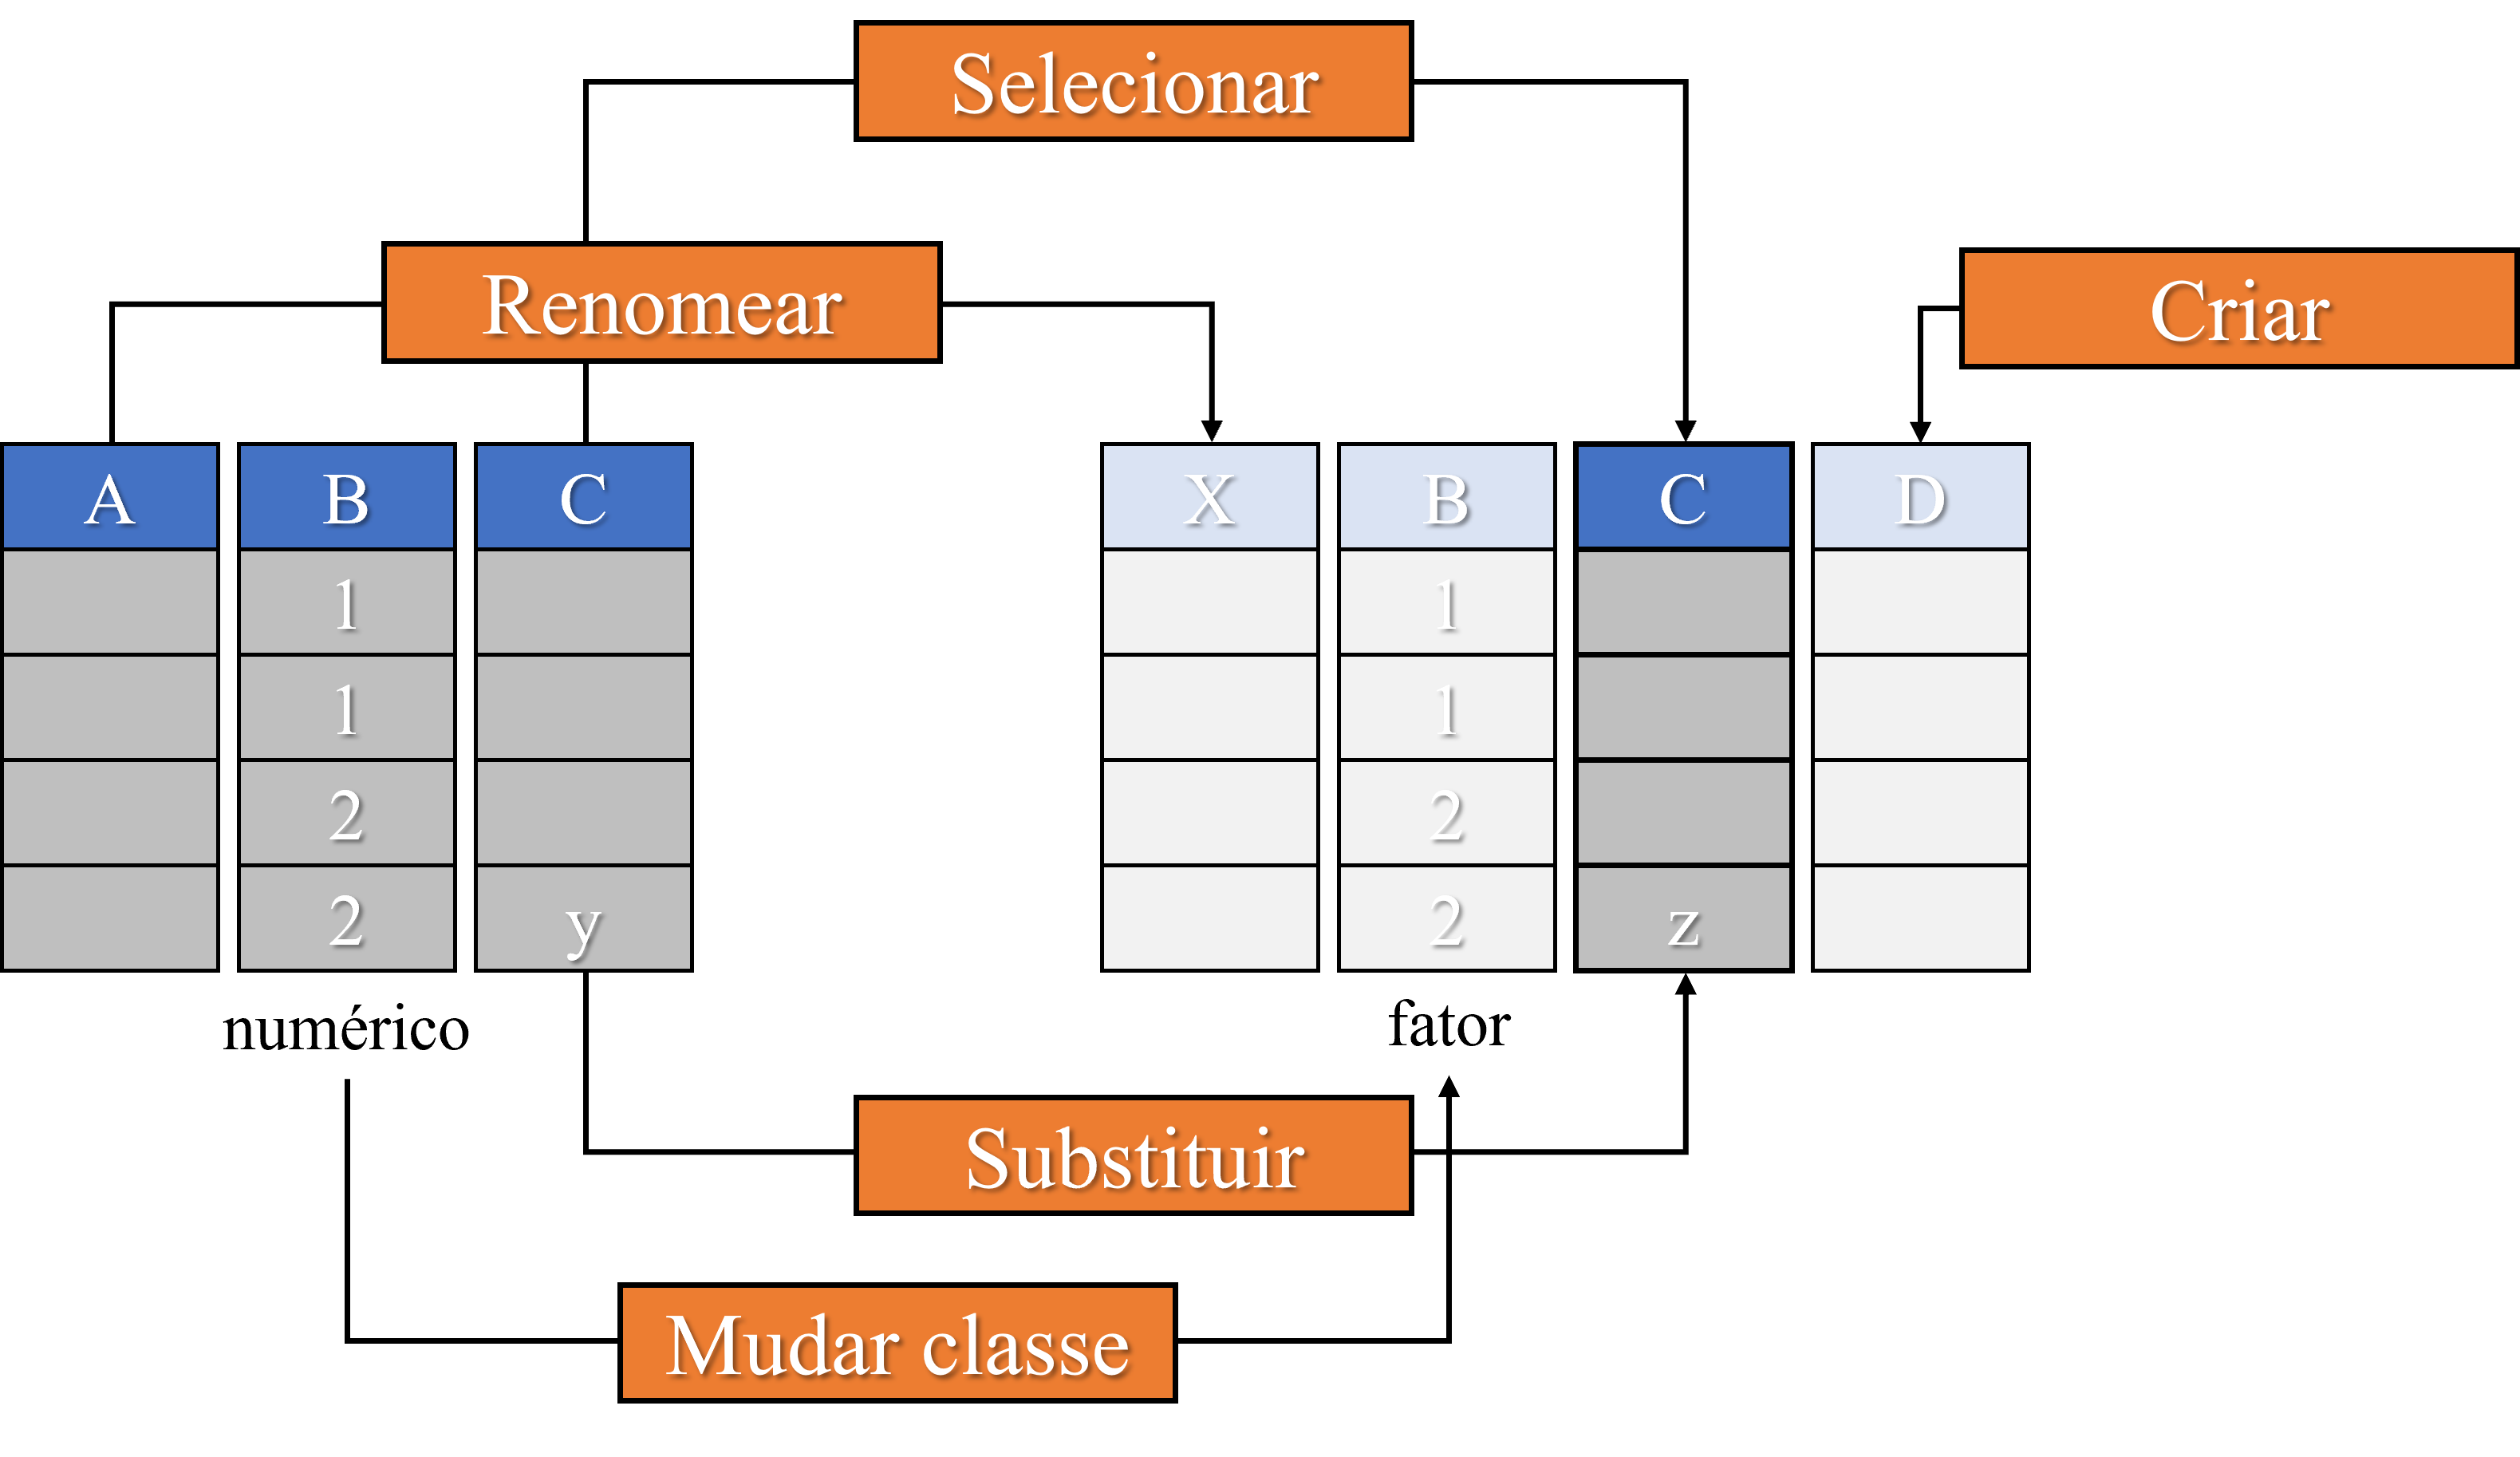 Selecionar
Renomear
Criar
A B C X B C D
1 1
1 1
2 2
2 y 2 z
numérico fator
Substituir
Mudar classe